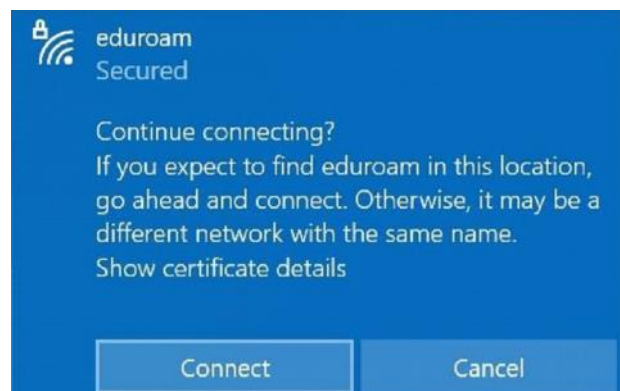 eduroam
Secured
Continue connecting?
If you expect to find eduroam in this location,
go ahead and connect. Otherwise, it may be a
different network with the same name.
Show certificate details
Connect
Cancel